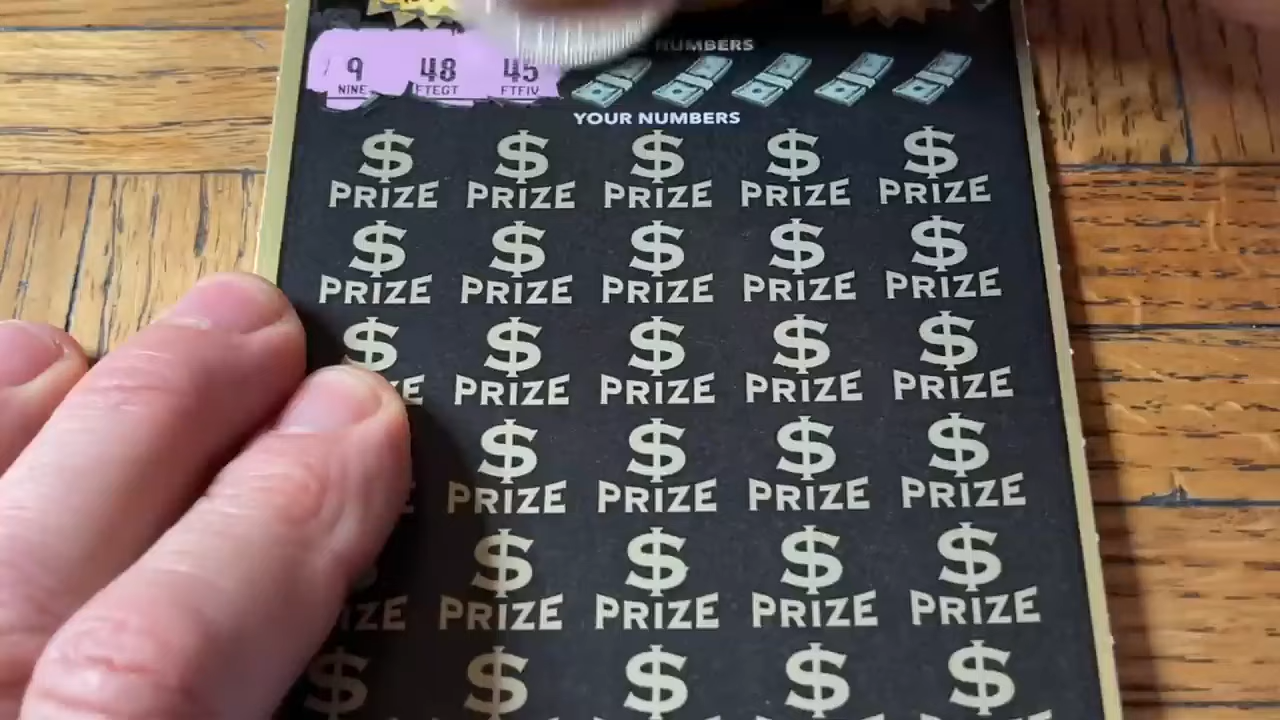 NUMBERS
9 48 45
NINE FTEGT FTFIV
YOUR NUMBERS
$ $ $ $ $
PRIZE PRIZE PRIZE PRIZE PRIZE
$ $ $ $ $
PRIZE PRIZE PRIZE PRIZE PRIZE
$ $ $ $ $
PRIZE PRIZE PRIZE PRIZE
$ $ $ $
PRIZE PRIZE PRIZE PRIZE
$ $ $ $
PRIZE PRIZE PRIZE PRIZE
$ $ $ $ $